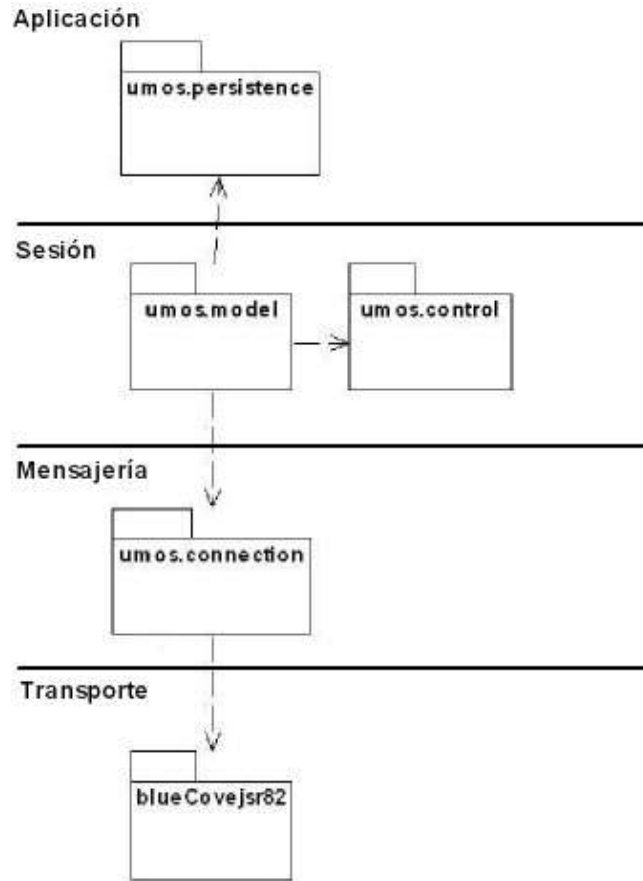 Aplicación
umos.persistence
Sesión
umos.model
umos.control
Mensajería
umos.connection
Transporte
blueCovejsr82